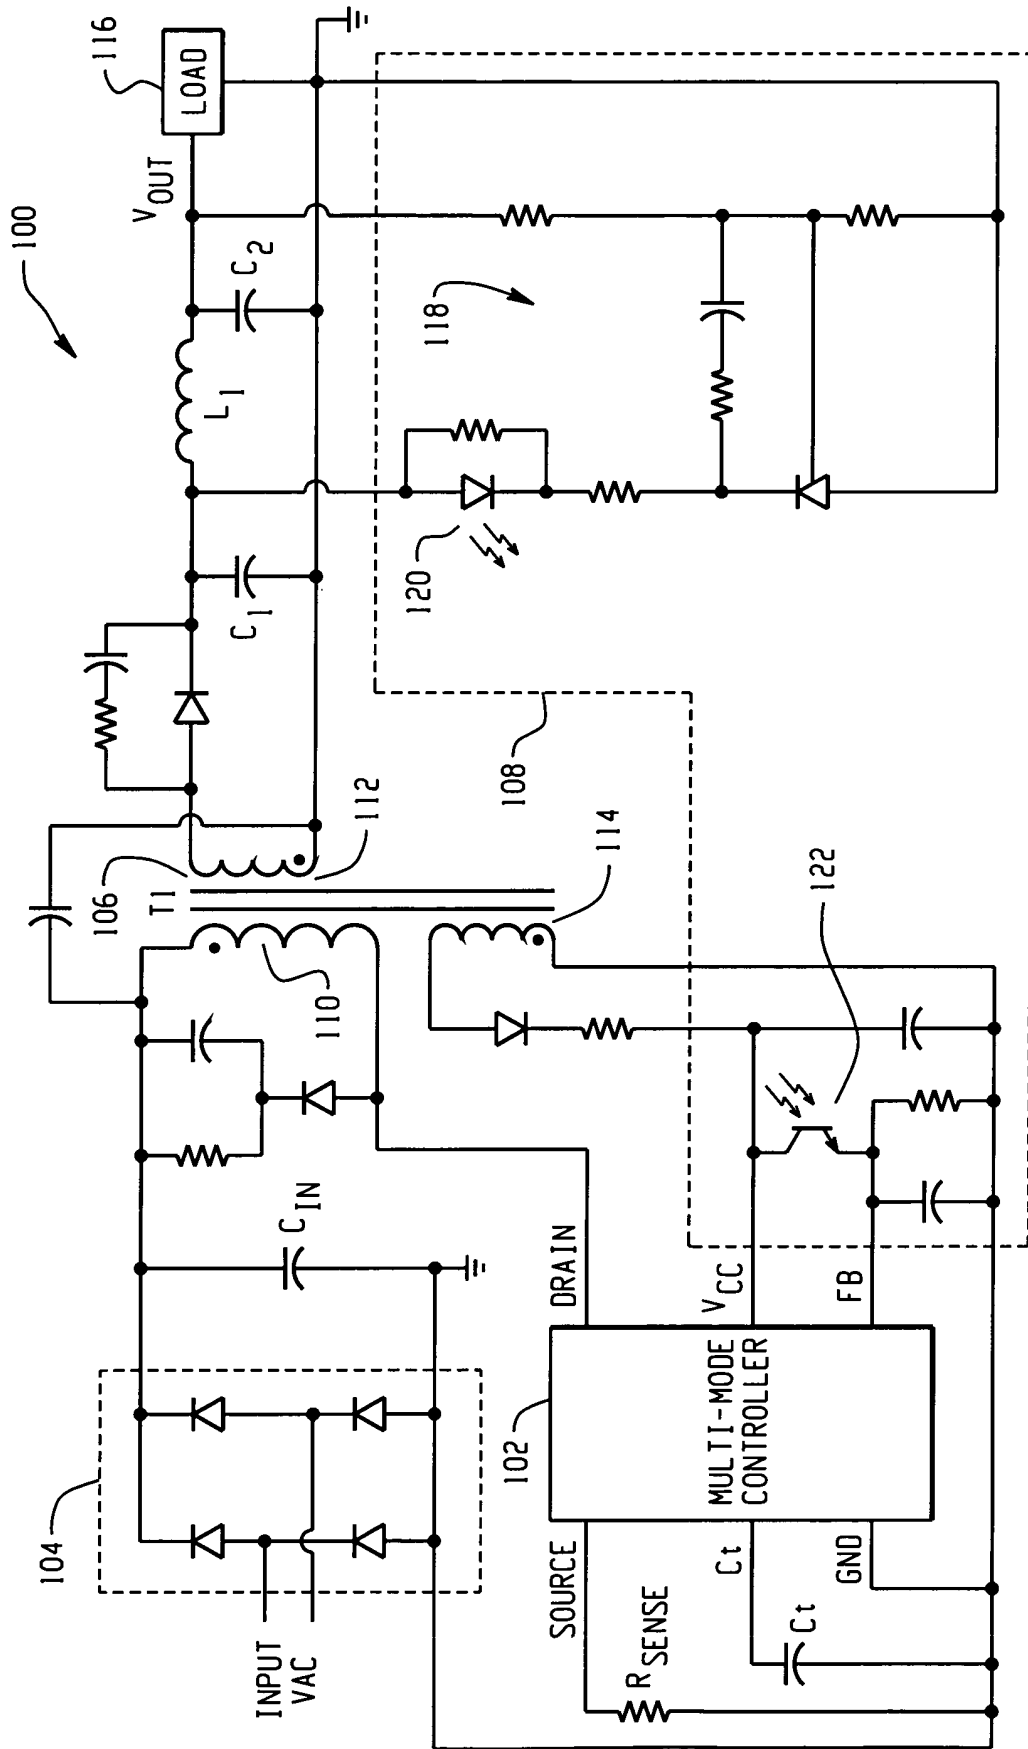 100
INPUT
VAC
104
C IN
110
106
T1
112
C1
L1
C2
VOUT
LOAD
116
SOURCE
RSENSE
Ct
Ct
GND
102
MULTI-MODE
CONTROLLER
DRAIN
VCC
FB
122
114
108
120
118